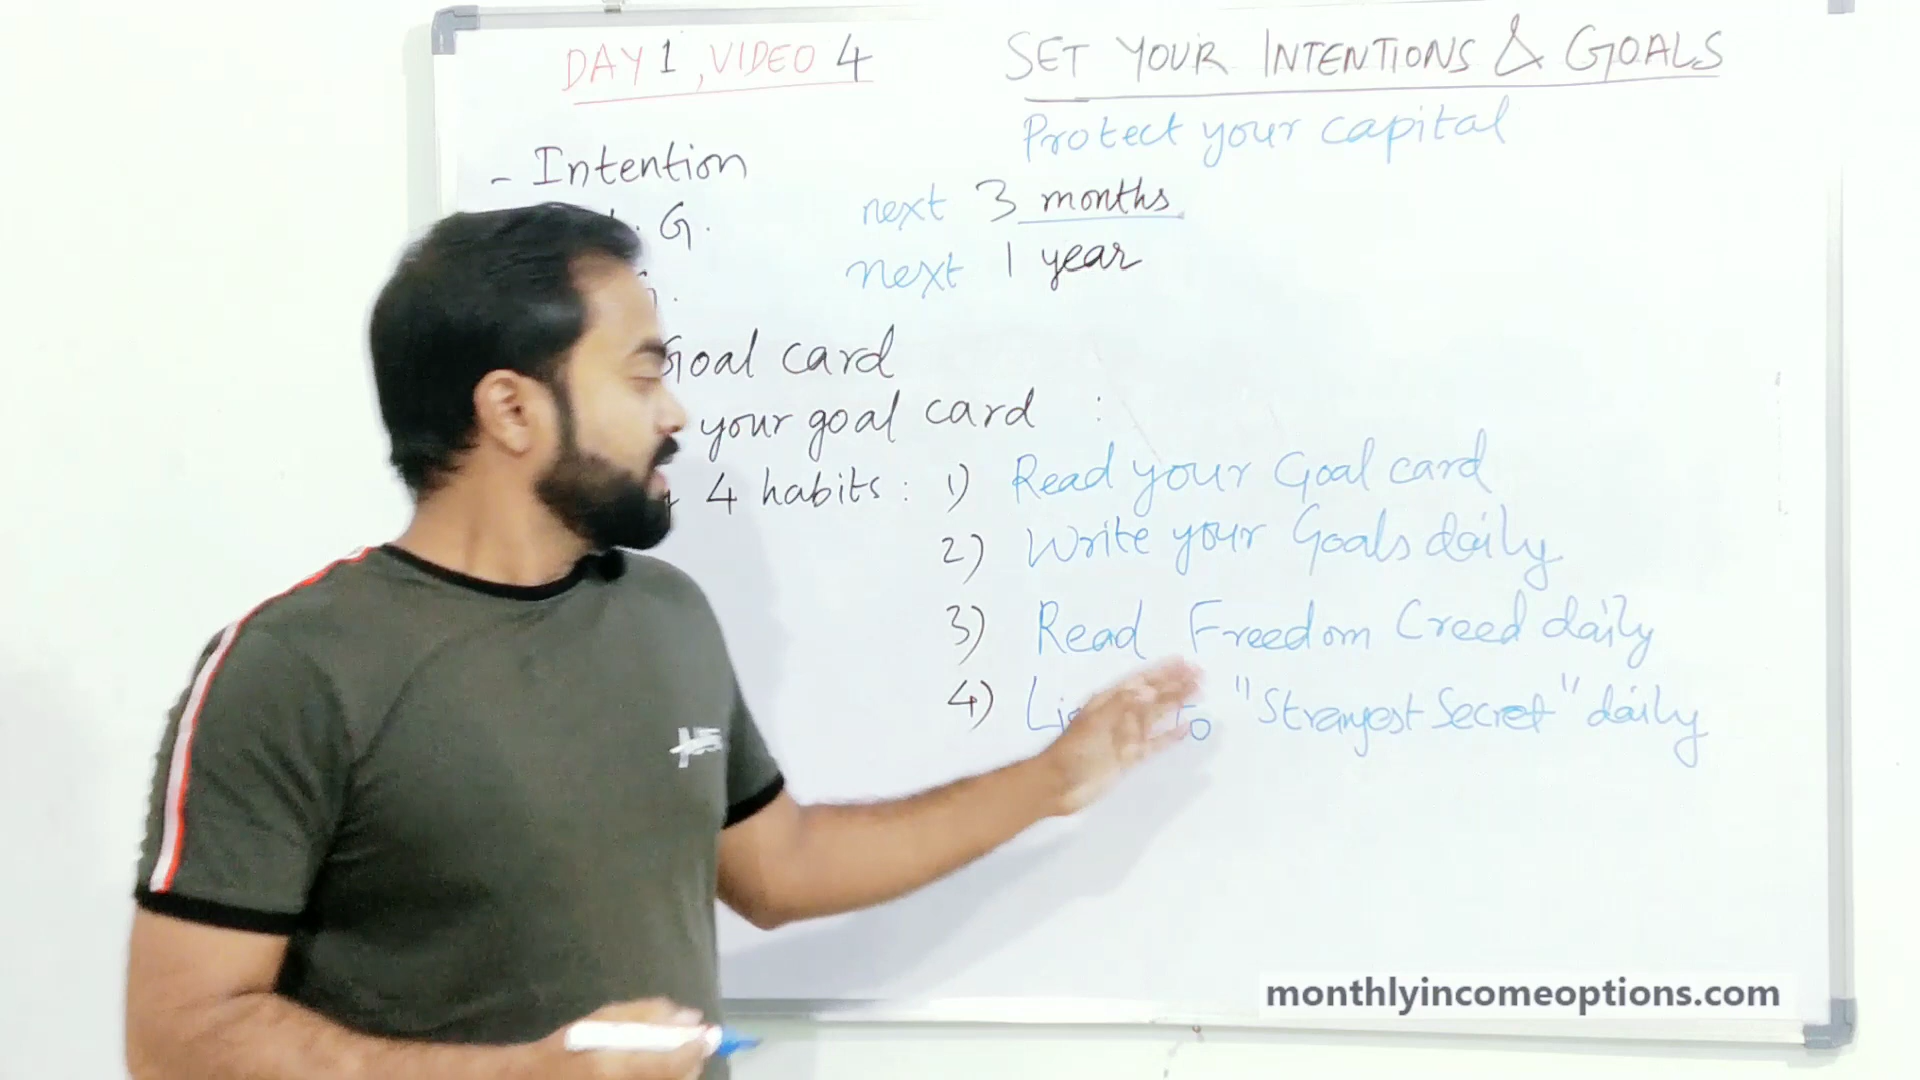 DAY 1, VIDEO 4
SET YOUR INTENTIONS & GOALS
Protect your capital
- Intention
G.
next 3 months
next 1 year
Goal card
your goal card :
4 habits : 1) Read your Goal card
2) Write your Goals daily
3) Read Freedom Creed daily
4) to "Strangest Secret" daily
monthlyincomeoptions.com